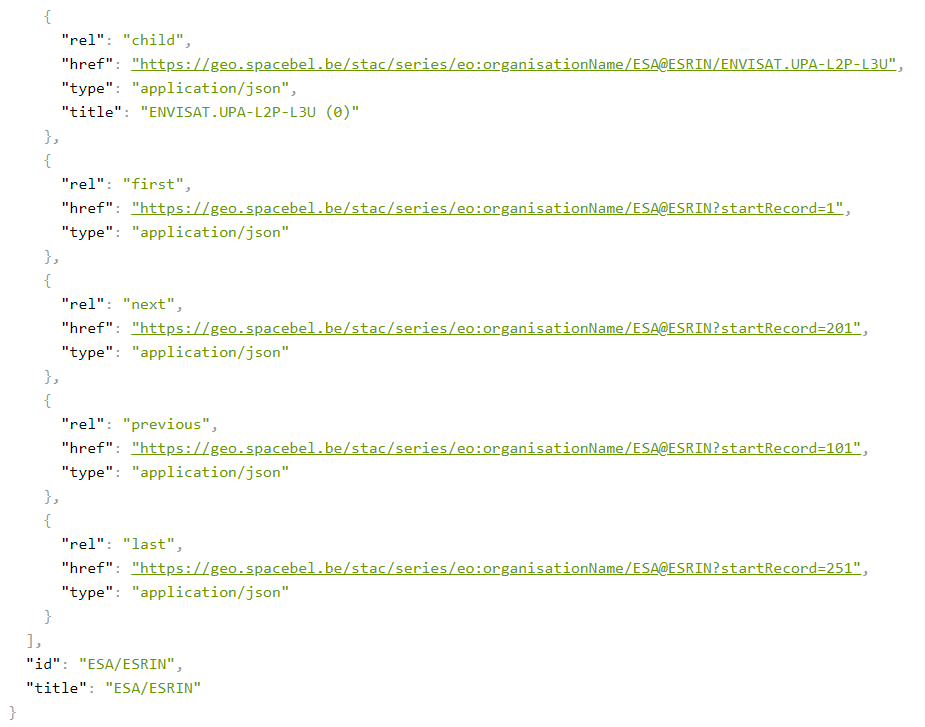 {
"rel": "child",
"href": "https://geo.spacebel.be/stac/series/eo:organisationName/ESA@ESRIN/ENVISAT.UPA-L2P-L3U",
"type": "application/json",
"title": "ENVISAT.UPA-L2P-L3U (0)"
},
{
"rel": "first",
"href": "https://geo.spacebel.be/stac/series/eo:organisationName/ESA@ESRIN?startRecord=1",
"type": "application/json"
},
{
"rel": "next",
"href": "https://geo.spacebel.be/stac/series/eo:organisationName/ESA@ESRIN?startRecord=201",
"type": "application/json"
},
{
"rel": "previous",
"href": "https://geo.spacebel.be/stac/series/eo:organisationName/ESA@ESRIN?startRecord=101",
"type": "application/json"
},
{
"rel": "last",
"href": "https://geo.spacebel.be/stac/series/eo:organisationName/ESA@ESRIN?startRecord=251",
"type": "application/json"
}
],
"id": "ESA/ESRIN",
"title": "ESA/ESRIN"
}